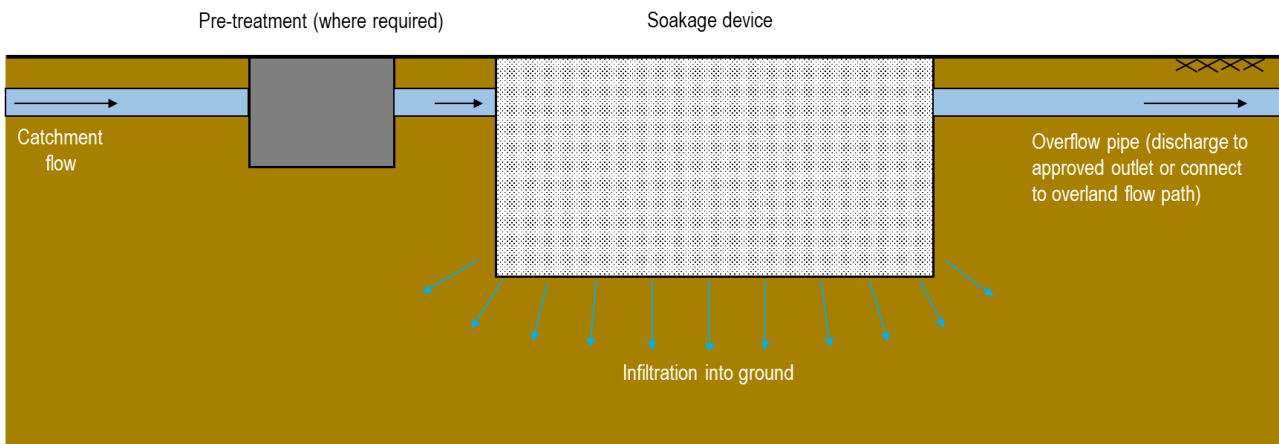 Pre-treatment (where required)
Soakage device
Catchment
flow
Overflow pipe (discharge to
approved outlet or connect
to overland flow path)
Infiltration into ground